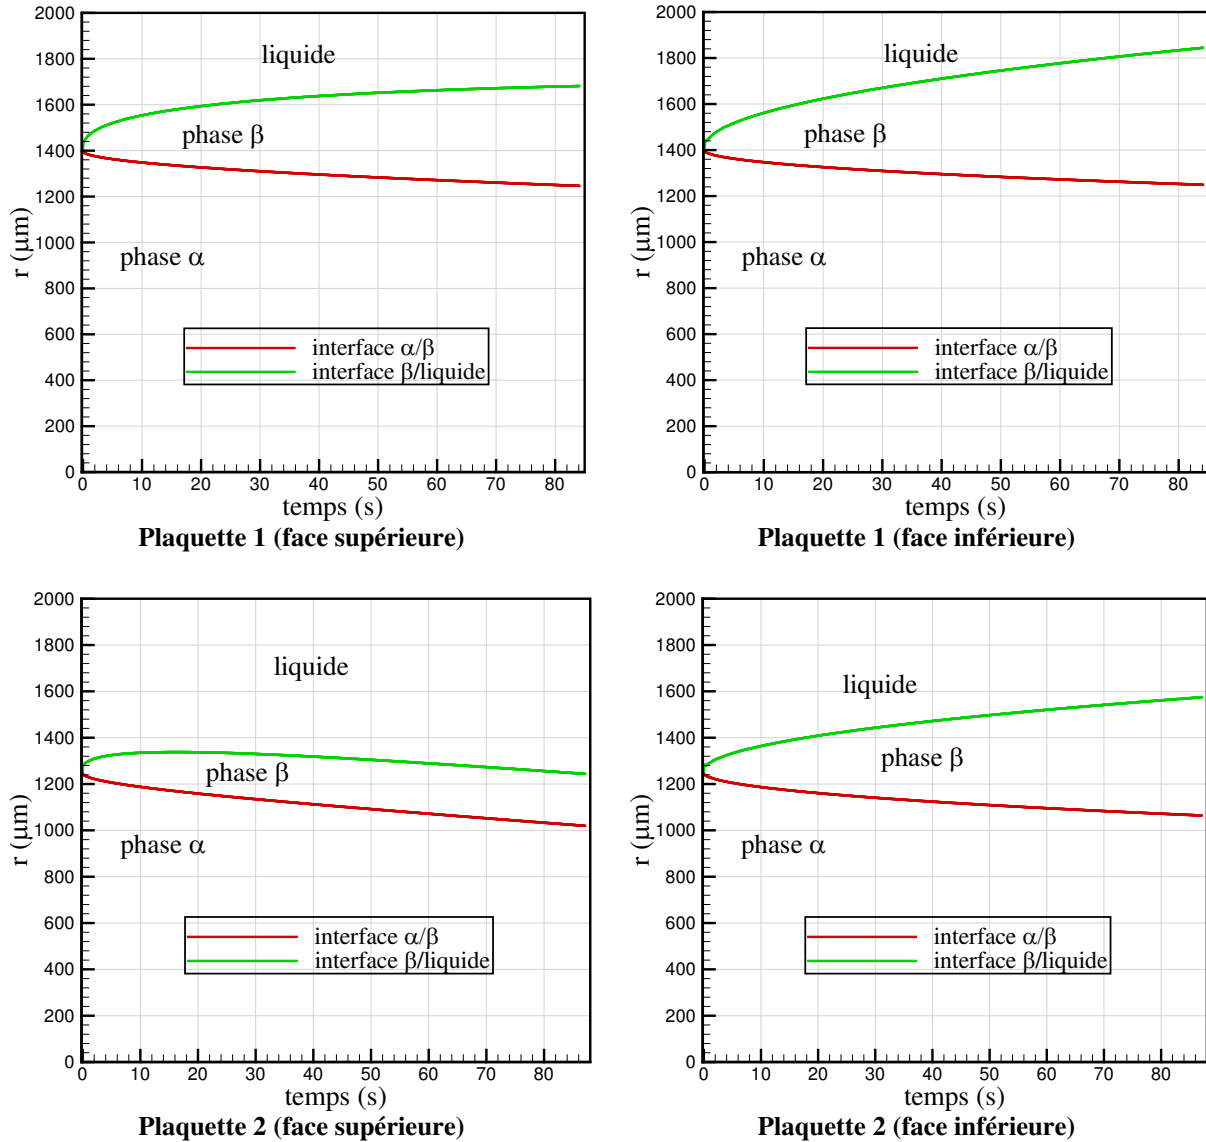 2000
1800
1600
1400
1200
1000
800
600
400
200
0
r (µm)
liquide
phase β
phase α
interface α/β
interface β/liquide
0 10 20 30 40 50 60 70 80
temps (s)
Plaquette 1 (face supérieure)
2000
1800
1600
1400
1200
1000
800
600
400
200
0
r (µm)
liquide
phase β
phase α
interface α/β
interface β/liquide
0 10 20 30 40 50 60 70 80
temps (s)
Plaquette 1 (face inférieure)
2000
1800
1600
1400
1200
1000
800
600
400
200
0
r (µm)
liquide
phase β
phase α
interface α/β
interface β/liquide
0 10 20 30 40 50 60 70 80
temps (s)
Plaquette 2 (face supérieure)
2000
1800
1600
1400
1200
1000
800
600
400
200
0
r (µm)
liquide
phase β
phase α
interface α/β
interface β/liquide
0 10 20 30 40 50 60 70 80
temps (s)
Plaquette 2 (face inférieure)